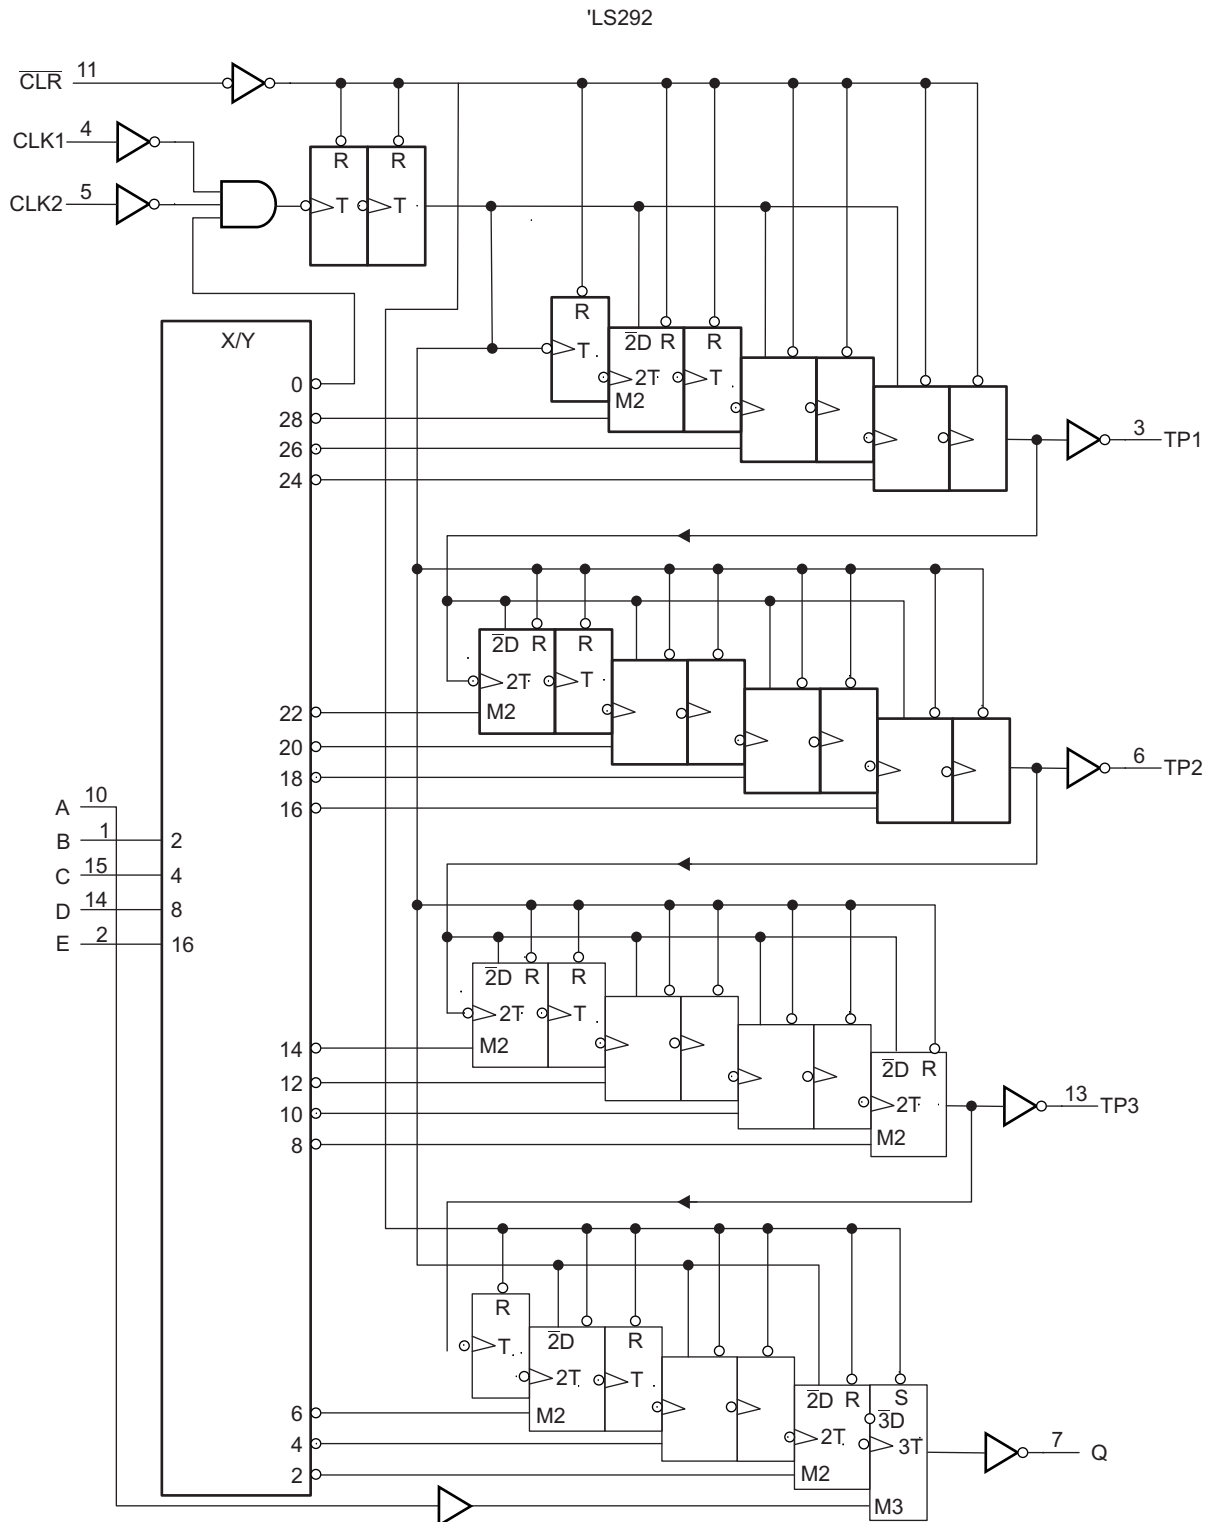 'LS292
CLR 11
CLK1 4
CLK2 5
R R
T T
X/Y
0
28
26
24
R
T
2D R R
2T T
M2
3 TP1
2D R R
2T T
M2
22
20
18
16
6 TP2
A 10
B 1 2
C 15 4
D 14 8
E 2 16
2D R R
2T T
M2
14
12
10
8
2D R
2T
M2
13 TP3
R
T
2D R
2T T
M2
6
4
2
2D R S
3D
2T 3T
M2
M3
7 Q